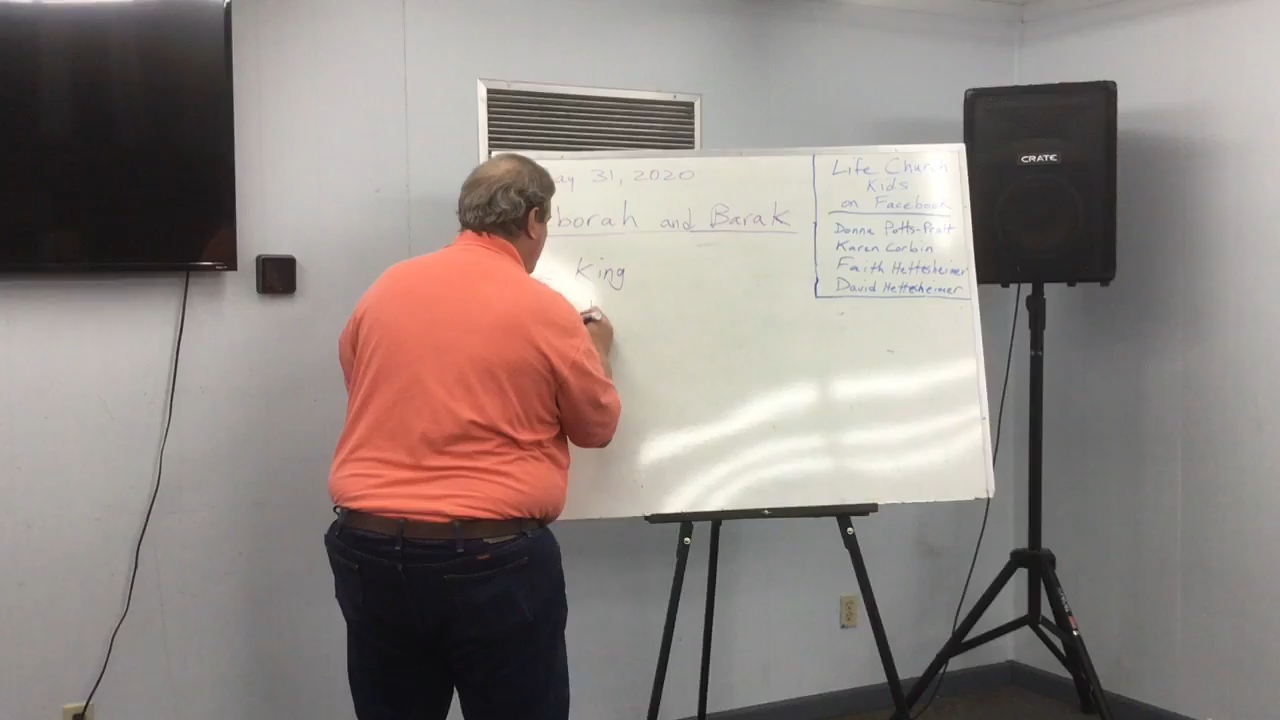 ay 31, 2020
borah and Barak
King
Life Church
Kids
on Facebook
Donna Potts-Pratt
Karen Corbin
Faith Hettesheimer
David Hettesheimer
CRATE